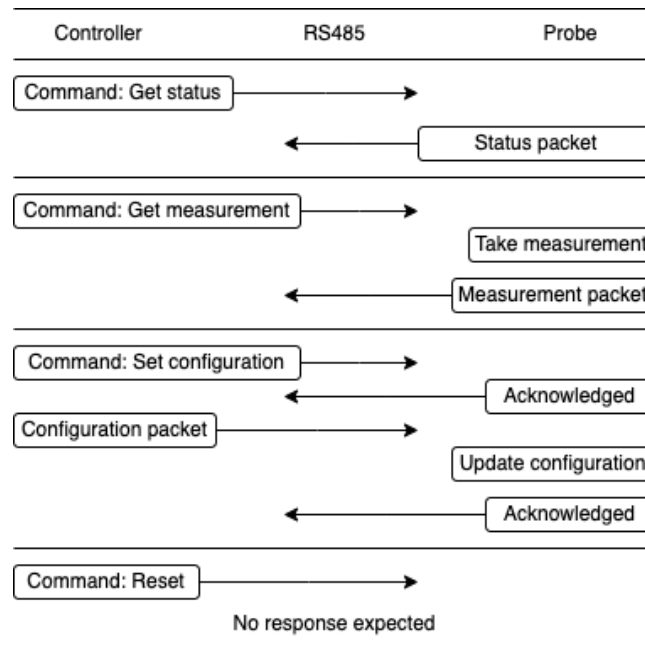 Controller RS485 Probe
Command: Get status
Status packet
Command: Get measurement
Take measurement
Measurement packet
Command: Set configuration
Acknowledged
Configuration packet
Update configuration
Acknowledged
Command: Reset
No response expected